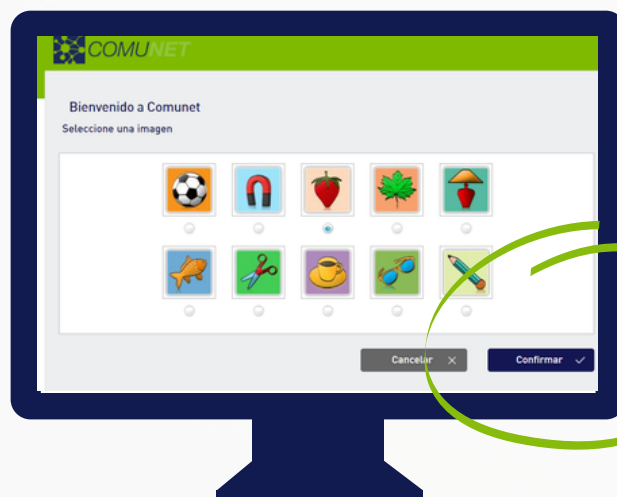 COMUNET
Bienvenido a Comunet
Seleccione una imagen
Cancelar
Confirmar